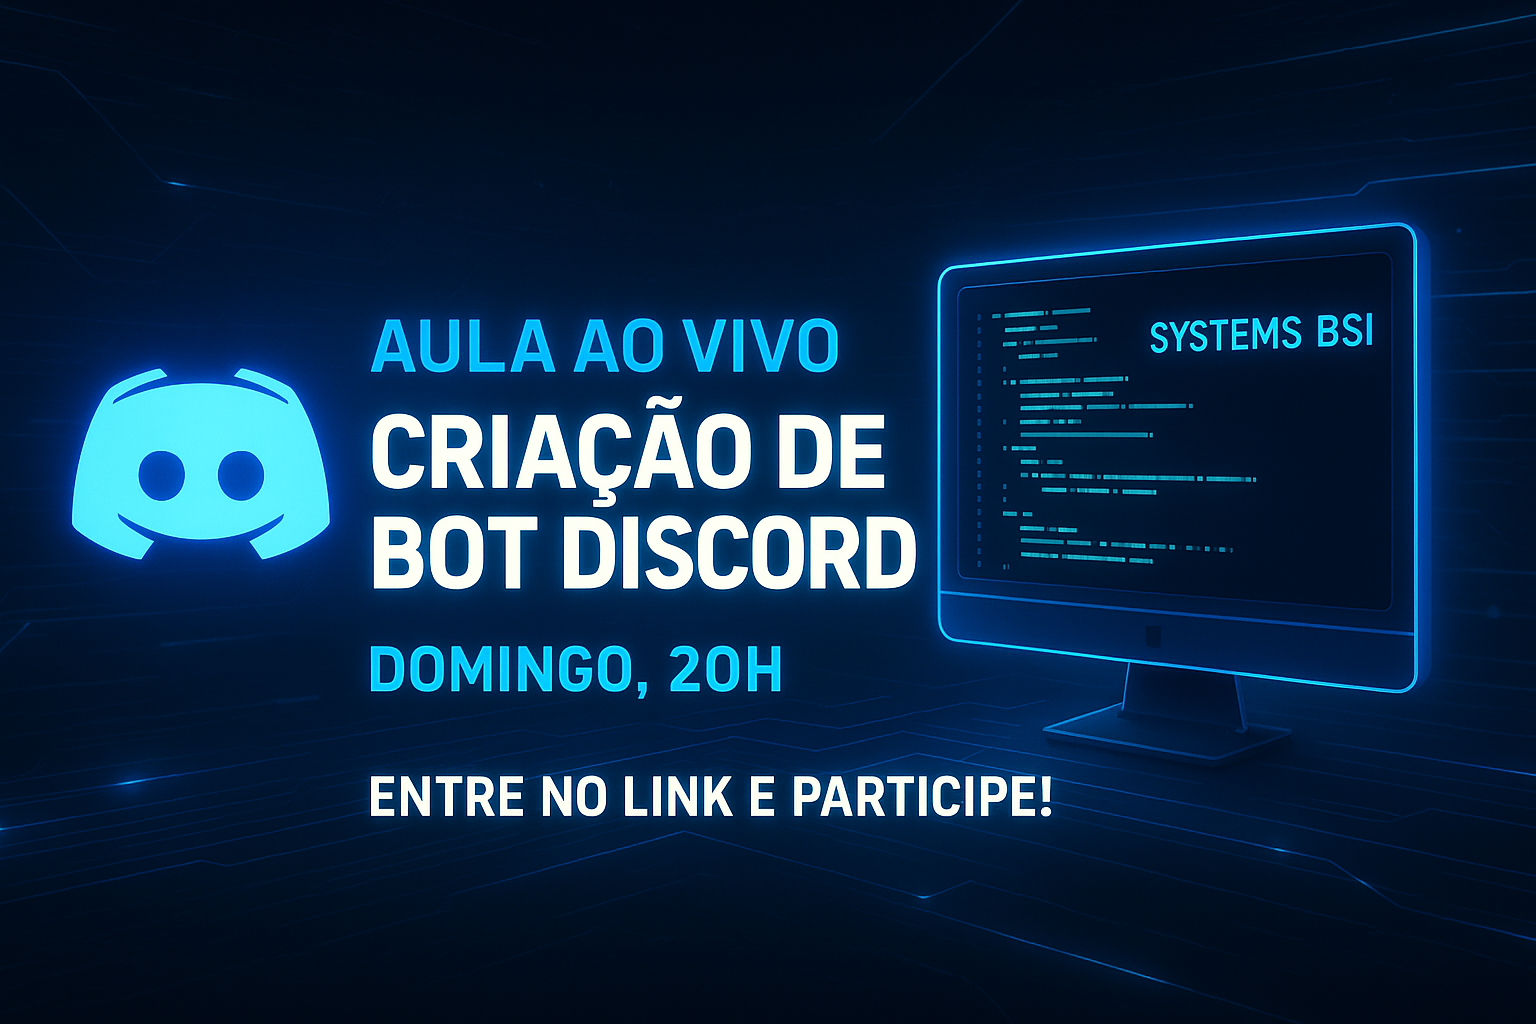 AULA AO VIVO
CRIAÇÃO DE
BOT DISCORD
DOMINGO, 20H
ENTRE NO LINK E PARTICIPE!
SYSTEMS BSI